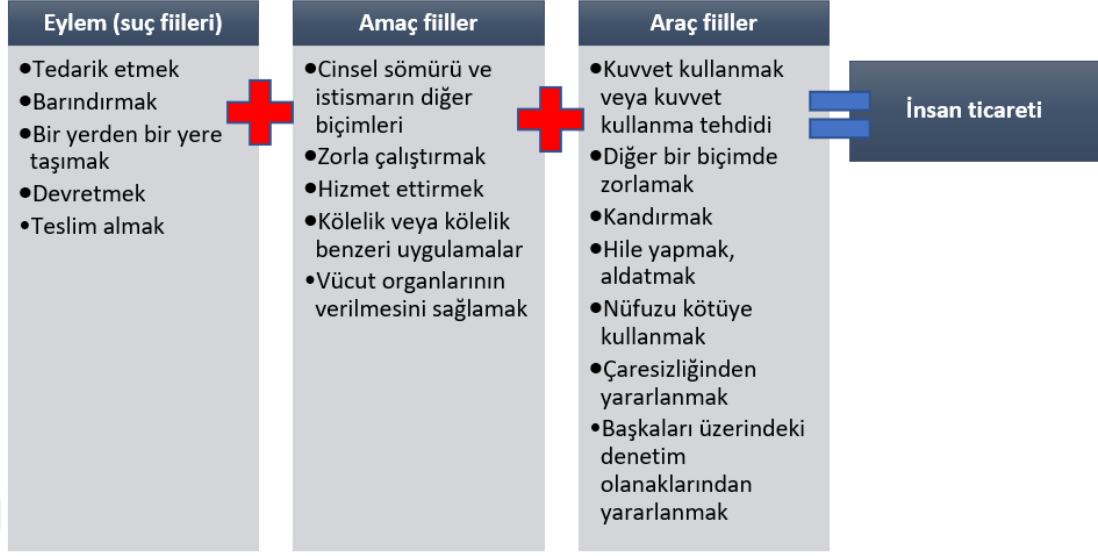 Eylem (suç fiileri)
●Tedarik etmek
●Barındırmak
●Bir yerden bir yere
taşımak
●Devretmek
•Teslim almak
Amaç fiiller
●Cinsel sömürü ve
istismarın diğer
biçimleri
●Zorla çalıştırmak
●Hizmet ettirmek
●Kölelik veya kölelik
benzeri uygulamalar
•Vücut organlarının
verilmesini sağlamak
Araç fiiller
●Kuvvet kullanmak
veya kuvvet
kullanma tehdidi
●Diğer bir biçimde
zorlamak
●Kandırmak
●Hile yapmak,
aldatmak
●Nüfuzu kötüye
kullanmak
●Çaresizliğinden
yararlanmak
•Başkaları üzerindeki
denetim
olanaklarından
yararlanmak
İnsan ticareti